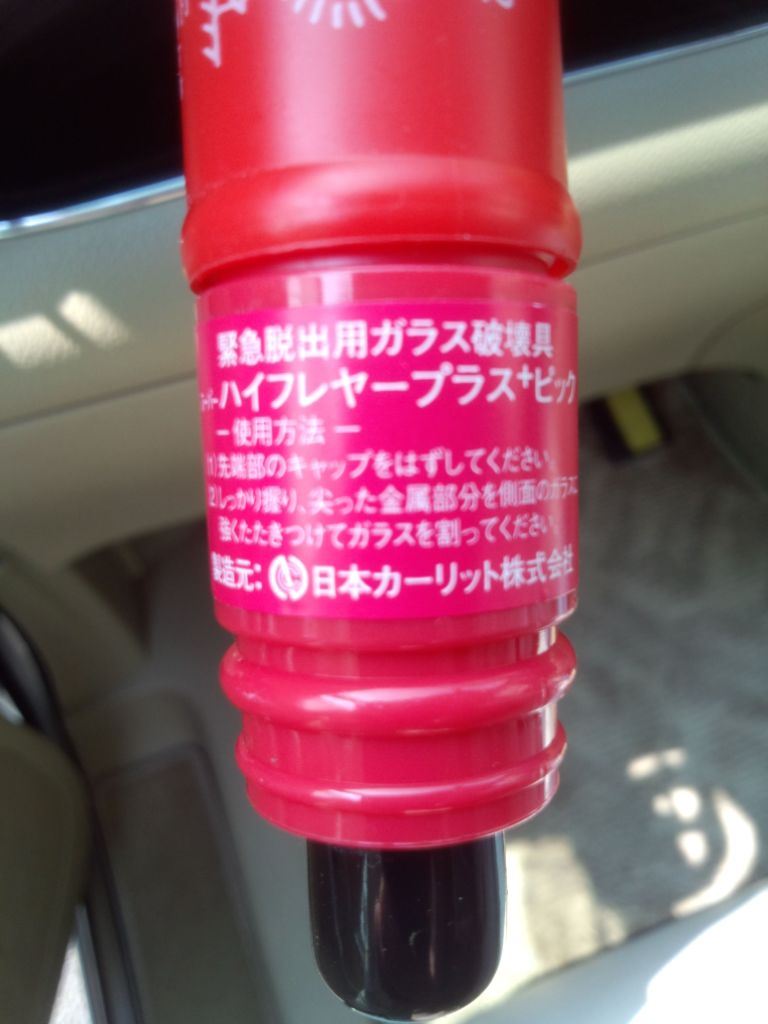 緊急脱出用ガラス破壊具
ハイフレヤープラス+ピック
－使用方法－
(1)先端部のキャップをはずしてください。
(2)しっかり握り、尖った金属部分を側面のガラスに
強くたたきつけてガラスを割ってください。
製造元: 日本カーリット株式会社